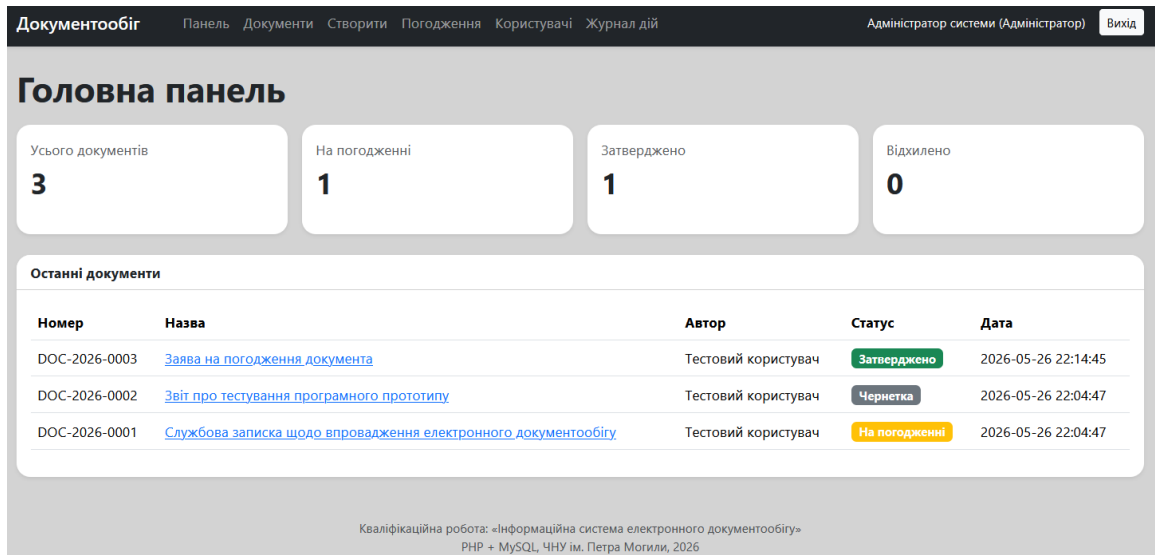 Документообіг Панель Документи Створити Погодження Користувачі Журнал дій Адміністратор системи (Адміністратор) Вихід
Головна панель
Усього документів На погодженні Затверджено Відхилено
3 1 1 0
Останні документи
Номер Назва Автор Статус Дата
DOC-2026-0003 Заява на погодження документа Тестовий користувач Затверджено 2026-05-26 22:14:45
DOC-2026-0002 Звіт про тестування програмного прототипу Тестовий користувач Чернетка 2026-05-26 22:04:47
DOC-2026-0001 Службова записка щодо впровадження електронного документообігу Тестовий користувач На погодженні 2026-05-26 22:04:47
Кваліфікаційна робота: «Інформаційна система електронного документообігу»
PHP + MySQL, ЧНУ ім. Петра Могили, 2026